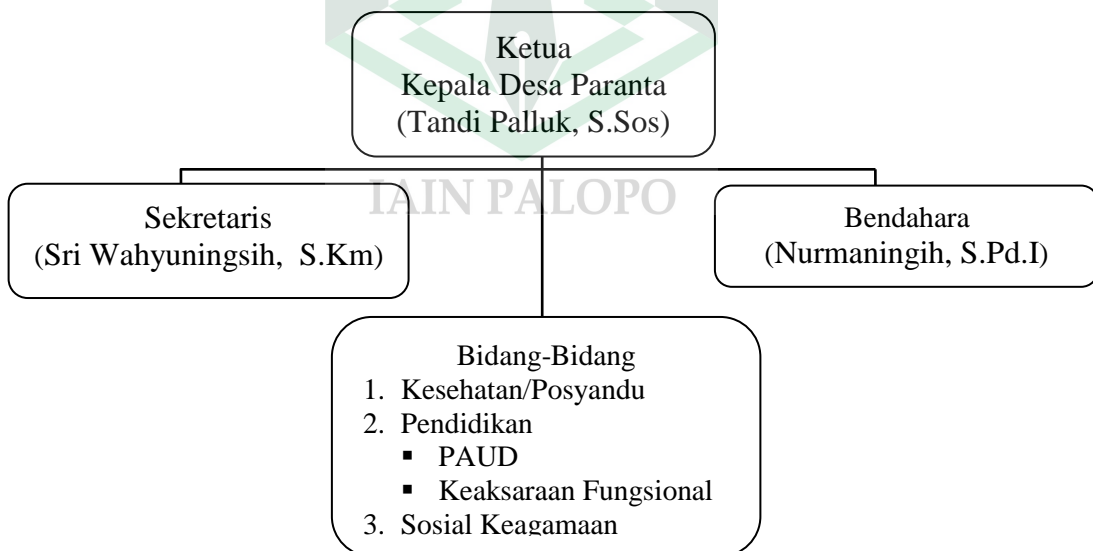 Ketua
Kepala Desa Paranta
(Tandi Palluk, S.Sos)
IAIN PALOPO
Sekretaris
(Sri Wahyuningsih, S.Km)
Bendahara
(Nurmaningih, S.Pd.I)
Bidang-Bidang
1. Kesehatan/Posyandu
2. Pendidikan
▪ PAUD
▪ Keaksaraan Fungsional
3. Sosial Keagamaan